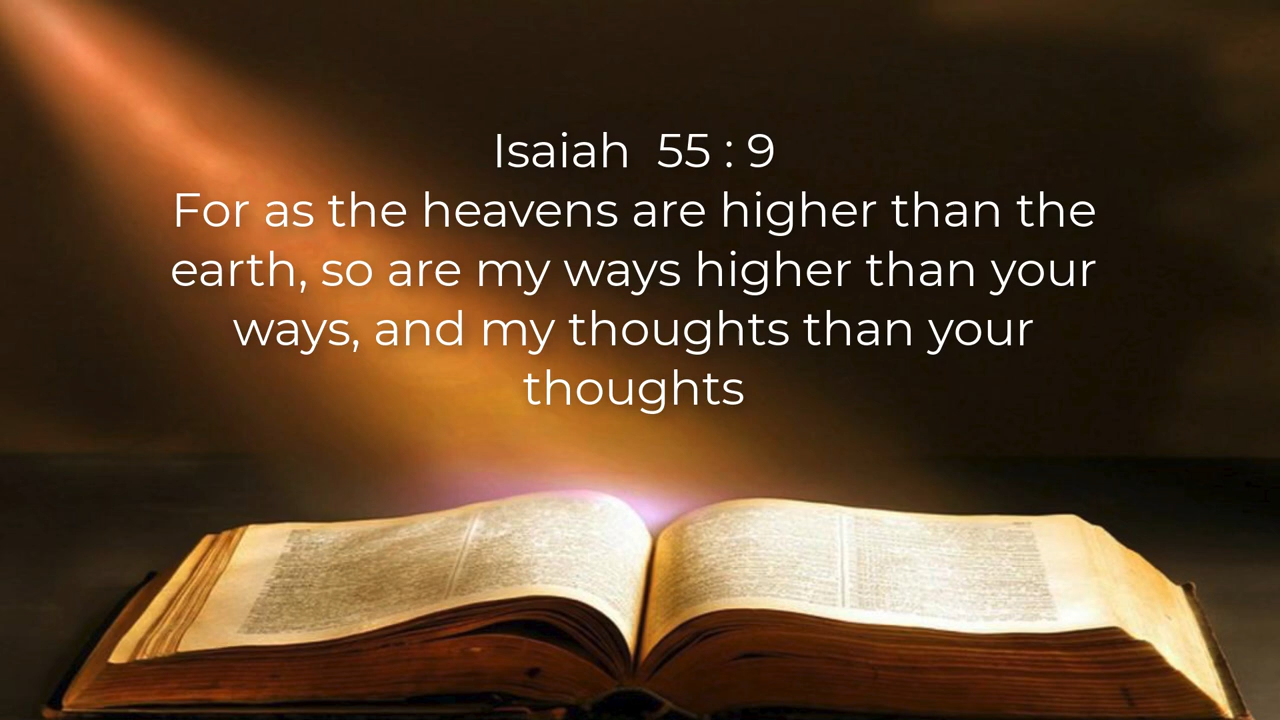 Isaiah  55 : 9
For as the heavens are higher than the
earth, so are my ways higher than your
ways, and my thoughts than your
thoughts